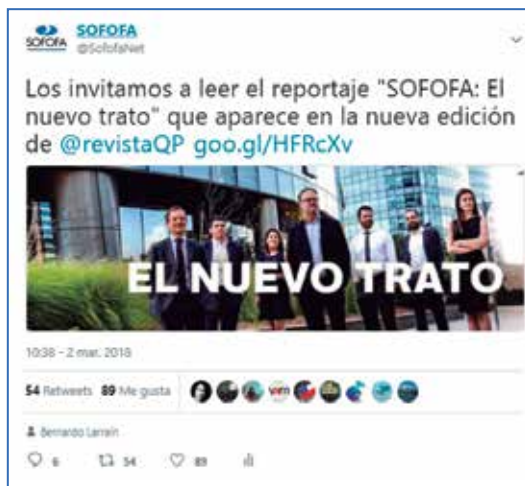 SOFOFA
SOFOFA
@SofofaNet
Los invitamos a leer el reportaje "SOFOFA: El
nuevo trato" que aparece en la nueva edición
de @revistaQP goo.gl/HFRcXv
EL NUEVO TRATO
10:38 - 2 mar. 2018
54 Retweets 89 Me gusta
Bernardo Larraín
6 54 89